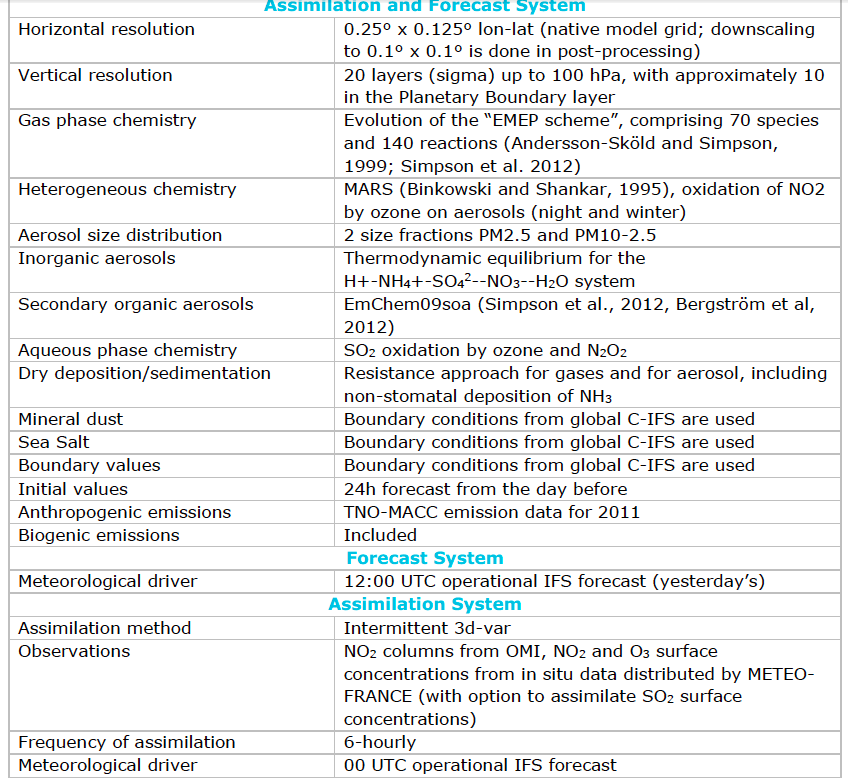 Assimilation and Forecast System
Horizontal resolution
0.25º x 0.125º lon-lat (native model grid; downscaling
to 0.1º x 0.1º is done in post-processing)
Vertical resolution
20 layers (sigma) up to 100 hPa, with approximately 10
in the Planetary Boundary layer
Gas phase chemistry
Evolution of the “EMEP scheme”, comprising 70 species
and 140 reactions (Andersson-Sköld and Simpson,
1999; Simpson et al. 2012)
Heterogeneous chemistry
MARS (Binkowski and Shankar, 1995), oxidation of NO2
by ozone on aerosols (night and winter)
Aerosol size distribution
2 size fractions PM2.5 and PM10-2.5
Inorganic aerosols
Thermodynamic equilibrium for the
H+-NH₄+-SO₄²--NO₃--H₂O system
Secondary organic aerosols
EmChem09soa (Simpson et al., 2012, Bergström et al,
2012)
Aqueous phase chemistry
SO₂ oxidation by ozone and N₂O₂
Dry deposition/sedimentation
Resistance approach for gases and for aerosol, including
non-stomatal deposition of NH₃
Mineral dust
Boundary conditions from global C-IFS are used
Sea Salt
Boundary conditions from global C-IFS are used
Boundary values
Boundary conditions from global C-IFS are used
Initial values
24h forecast from the day before
Anthropogenic emissions
TNO-MACC emission data for 2011
Biogenic emissions
Included
Forecast System
Meteorological driver
12:00 UTC operational IFS forecast (yesterday’s)
Assimilation System
Assimilation method
Intermittent 3d-var
Observations
NO₂ columns from OMI, NO₂ and O₃ surface
concentrations from in situ data distributed by METEO-
FRANCE (with option to assimilate SO₂ surface
concentrations)
Frequency of assimilation
6-hourly
Meteorological driver
00 UTC operational IFS forecast